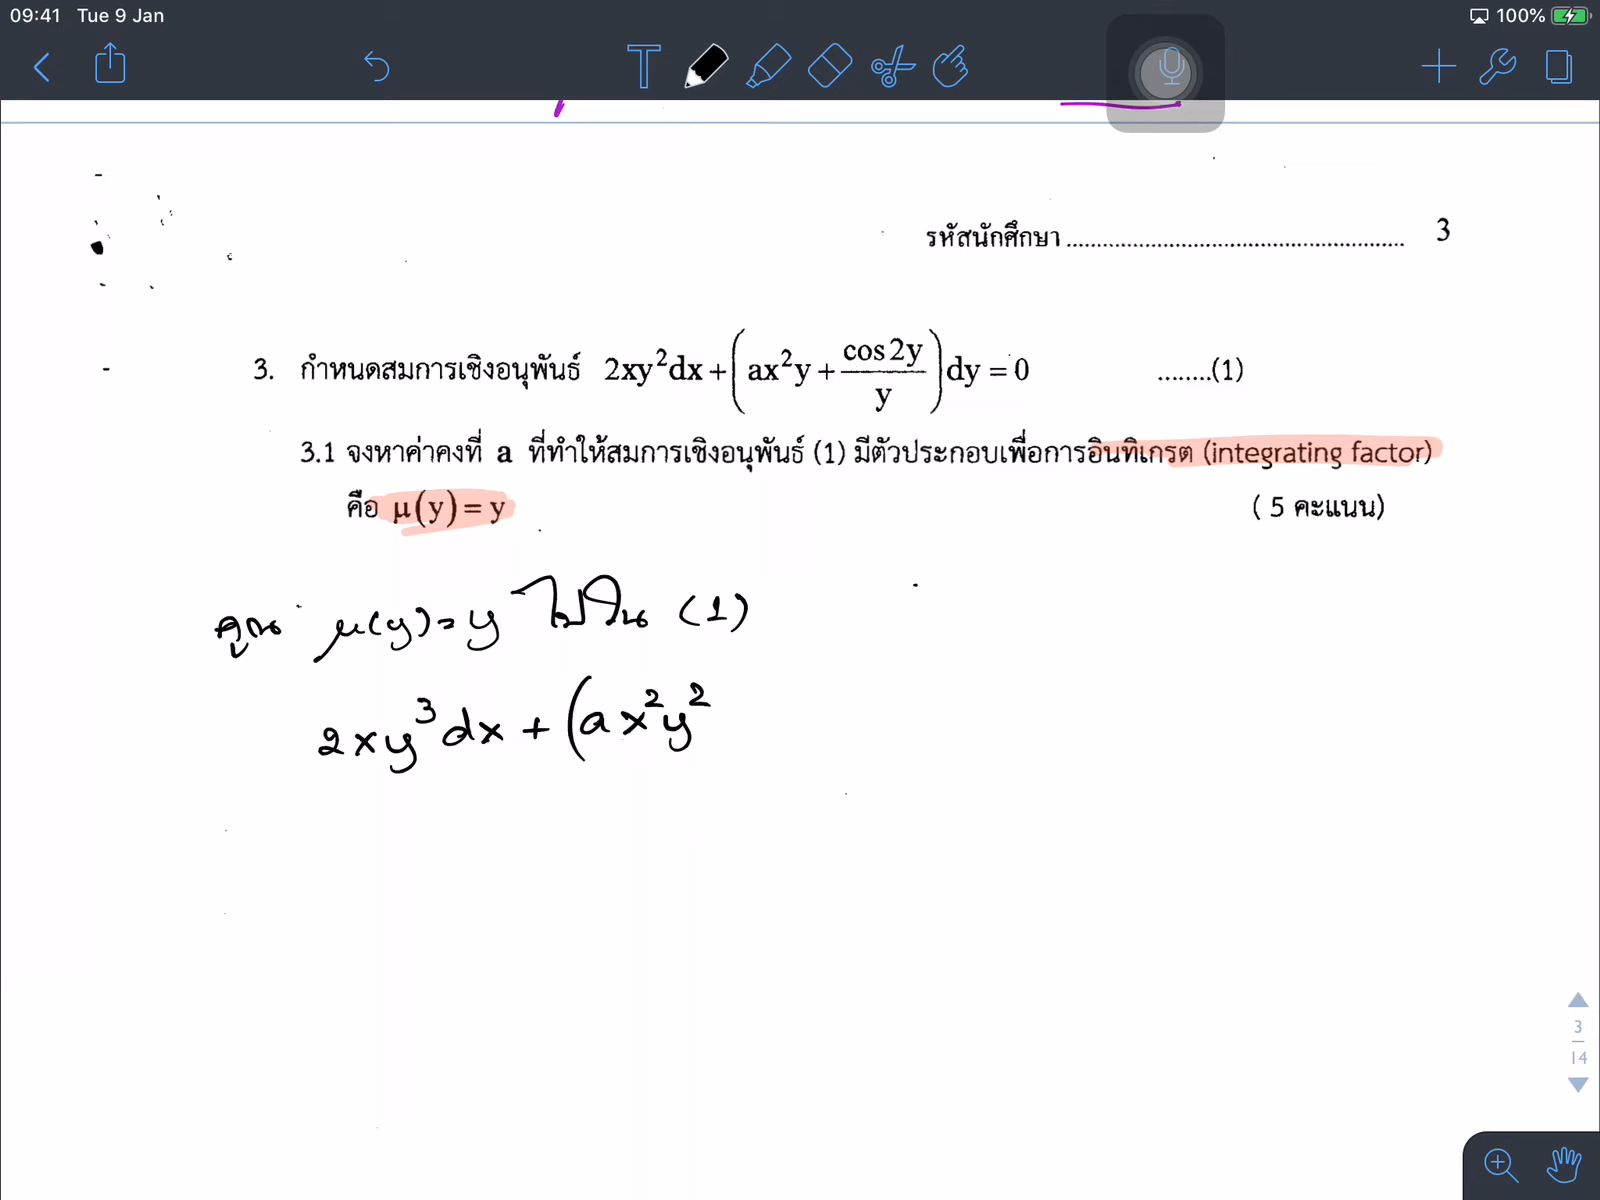 09:41 Tue 9 Jan 100%
รหัสนักศึกษา ........................................................ 3
3. กำหนดสมการเชิงอนุพันธ์ 2xy²dx + (ax²y + cos2y/y)dy = 0 ........(1)
3.1 จงหาค่าคงที่ a ที่ทำให้สมการเชิงอนุพันธ์ (1) มีตัวประกอบเพื่อการอินทิเกรต (integrating factor)
คือ μ(y) = y ( 5 คะแนน)
คูณ μ(y) = y ไปใน (1)
2xy³dx + (ax²y²
3
14